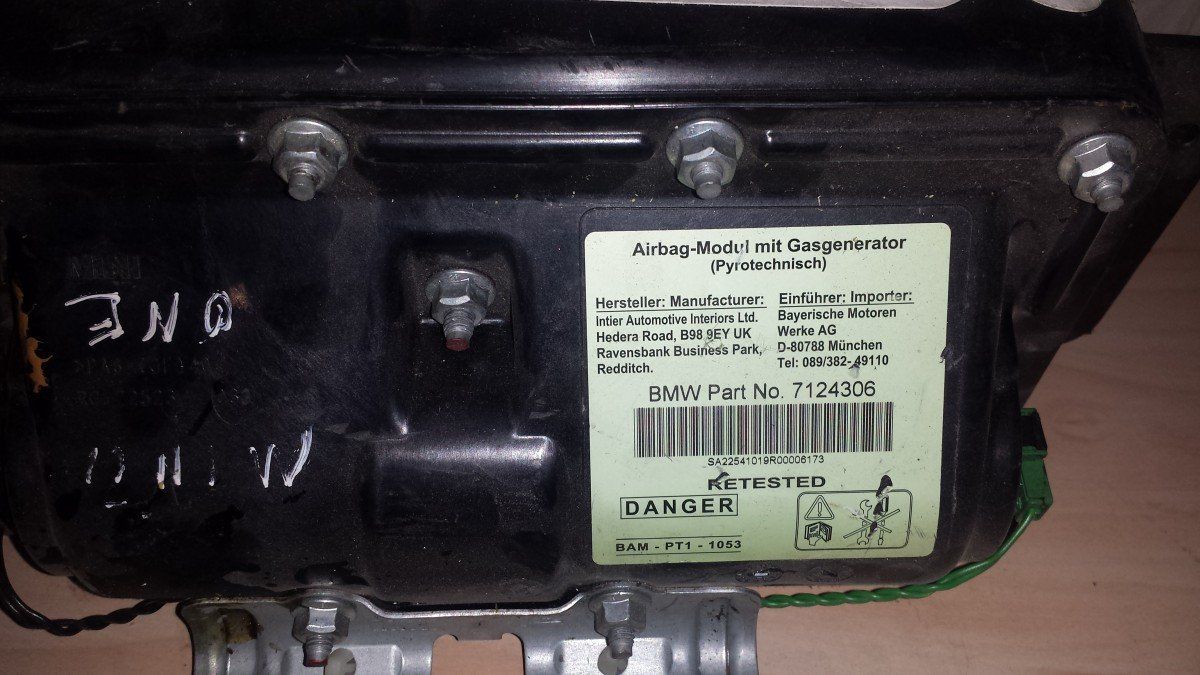 Airbag-Modul mit Gasgenerator
(Pyrotechnisch)
Hersteller: Manufacturer:
Intier Automotive Interiors Ltd.
Hedera Road, B98 9EY UK
Ravensbank Business Park,
Redditch.
Einführer: Importer:
Bayerische Motoren
Werke AG
D-80788 München
Tel: 089/382- 49110
BMW Part No. 7124306
SA22541019R00006173
RETESTED
DANGER
BAM - PT1 - 1053
ONE
MINI